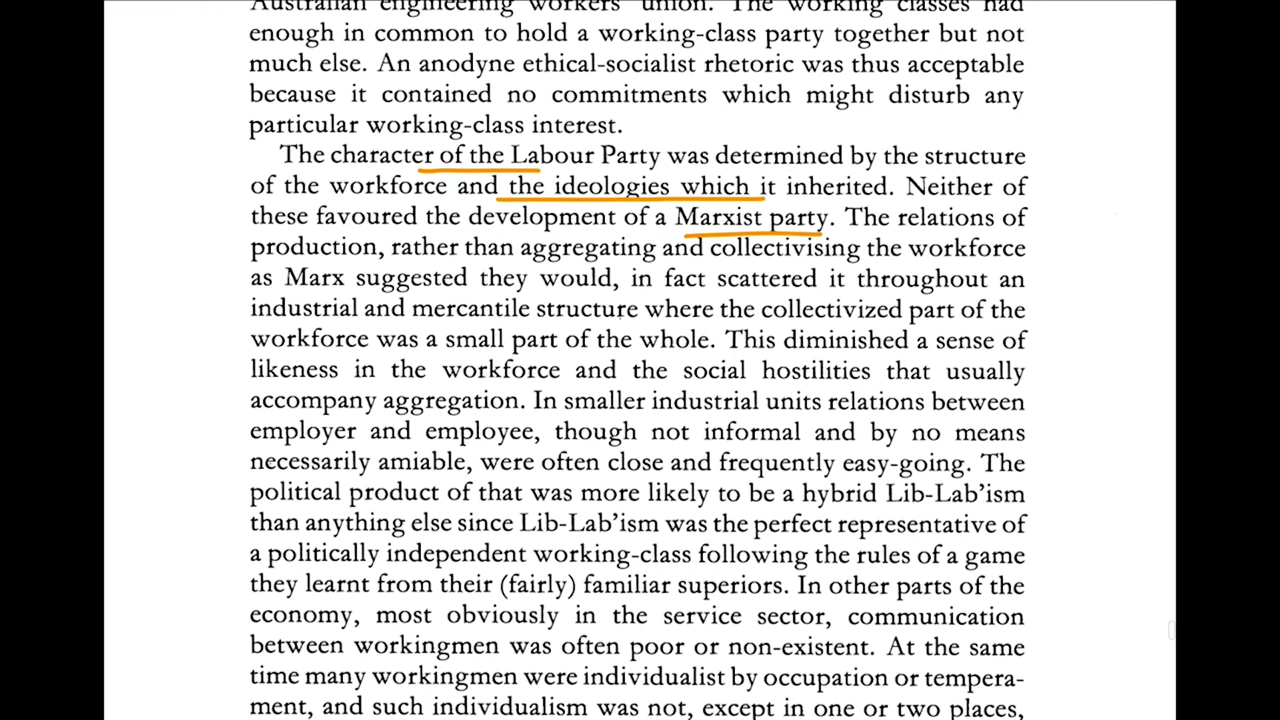 Australian engineering workers' union. The working classes had
enough in common to hold a working-class party together but not
much else. An anodyne ethical-socialist rhetoric was thus acceptable
because it contained no commitments which might disturb any
particular working-class interest.
The character of the Labour Party was determined by the structure
of the workforce and the ideologies which it inherited. Neither of
these favoured the development of a Marxist party. The relations of
production, rather than aggregating and collectivising the workforce
as Marx suggested they would, in fact scattered it throughout an
industrial and mercantile structure where the collectivized part of the
workforce was a small part of the whole. This diminished a sense of
likeness in the workforce and the social hostilities that usually
accompany aggregation. In smaller industrial units relations between
employer and employee, though not informal and by no means
necessarily amiable, were often close and frequently easy-going. The
political product of that was more likely to be a hybrid Lib-Lab'ism
than anything else since Lib-Lab'ism was the perfect representative of
a politically independent working-class following the rules of a game
they learnt from their (fairly) familiar superiors. In other parts of the
economy, most obviously in the service sector, communication
between workingmen was often poor or non-existent. At the same
time many workingmen were individualist by occupation or tempera-
ment, and such individualism was not, except in one or two places,